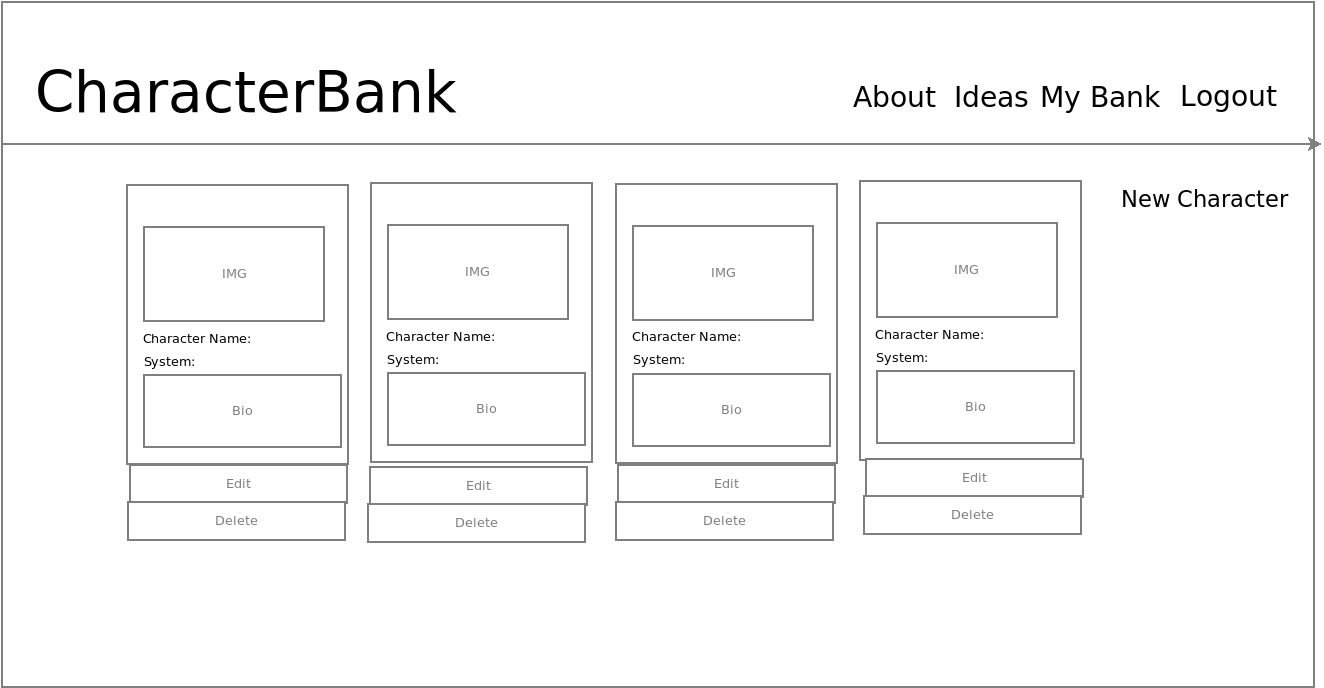 CharacterBank
About Ideas My Bank Logout
New Character
IMG
Character Name:
System:
Bio
Edit
Delete
IMG
Character Name:
System:
Bio
Edit
Delete
IMG
Character Name:
System:
Bio
Edit
Delete
IMG
Character Name:
System:
Bio
Edit
Delete